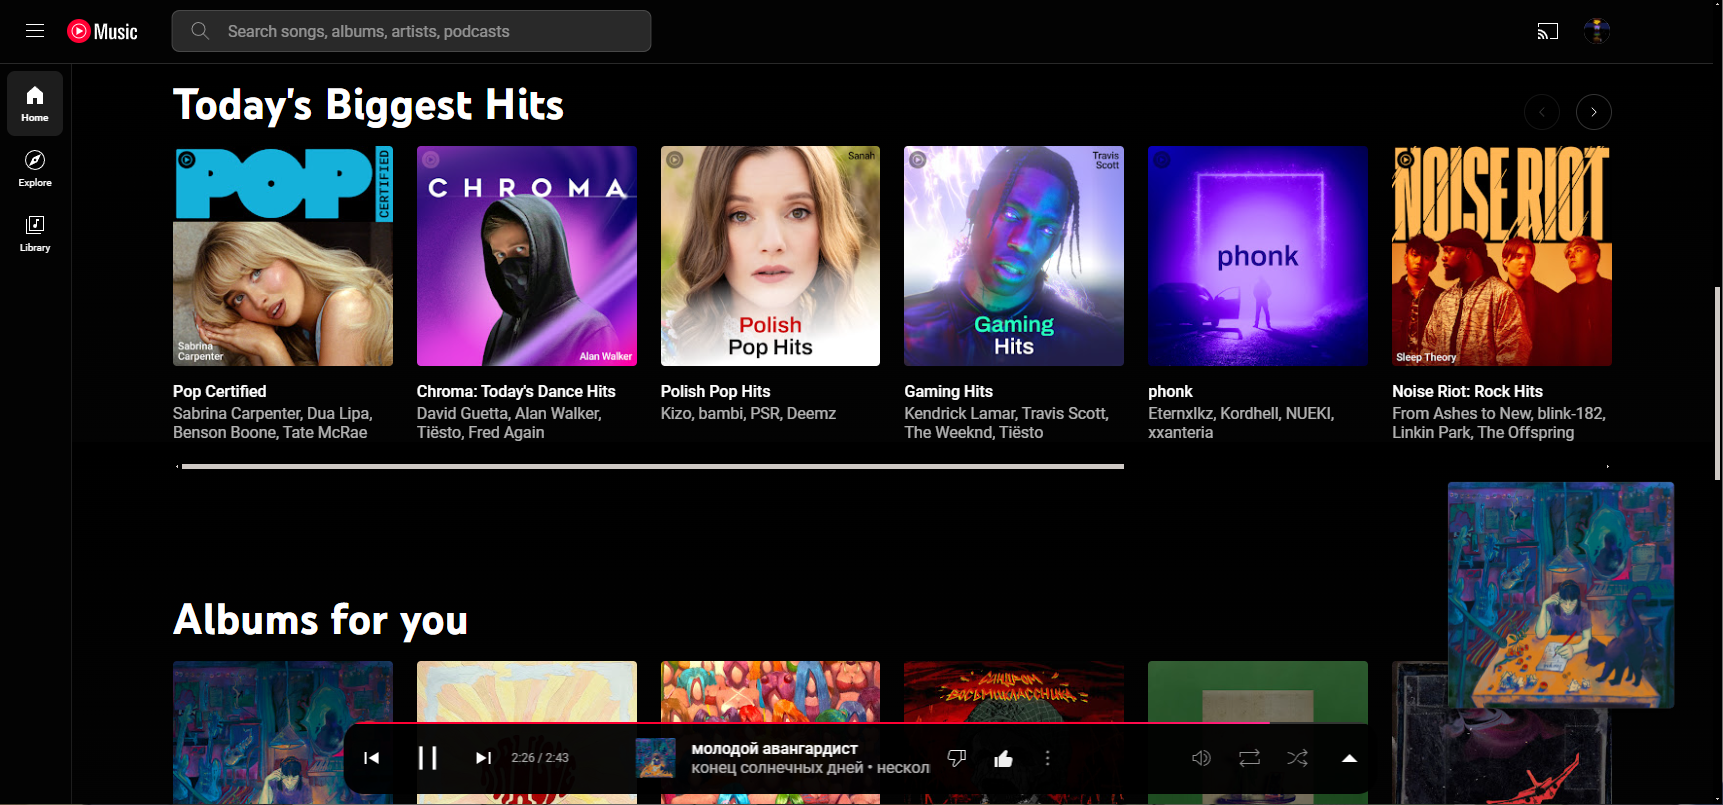 Music
Search songs, albums, artists, podcasts
Home
Explore
Library
Today's Biggest Hits
POP
CERTIFIED
Sabrina
Carpenter
CHROMA
Alan Walker
Sanah
Polish
Pop Hits
Travis
Scott
Gaming
Hits
phonk
NOISE RIOT
Sleep Theory
Pop Certified
Sabrina Carpenter, Dua Lipa,
Benson Boone, Tate McRae
Chroma: Today's Dance Hits
David Guetta, Alan Walker,
Tiësto, Fred Again
Polish Pop Hits
Kizo, bambi, PSR, Deemz
Gaming Hits
Kendrick Lamar, Travis Scott,
The Weeknd, Tiësto
phonk
Eternxlkz, Kordhell, NUEKI,
xxanteria
Noise Riot: Rock Hits
From Ashes to New, blink-182,
Linkin Park, The Offspring
Albums for you
СИНДРОМ
ВОСЬМИКЛАССНИКА
2:26 / 2:43
молодой авангардист
конец солнечных дней • нескол